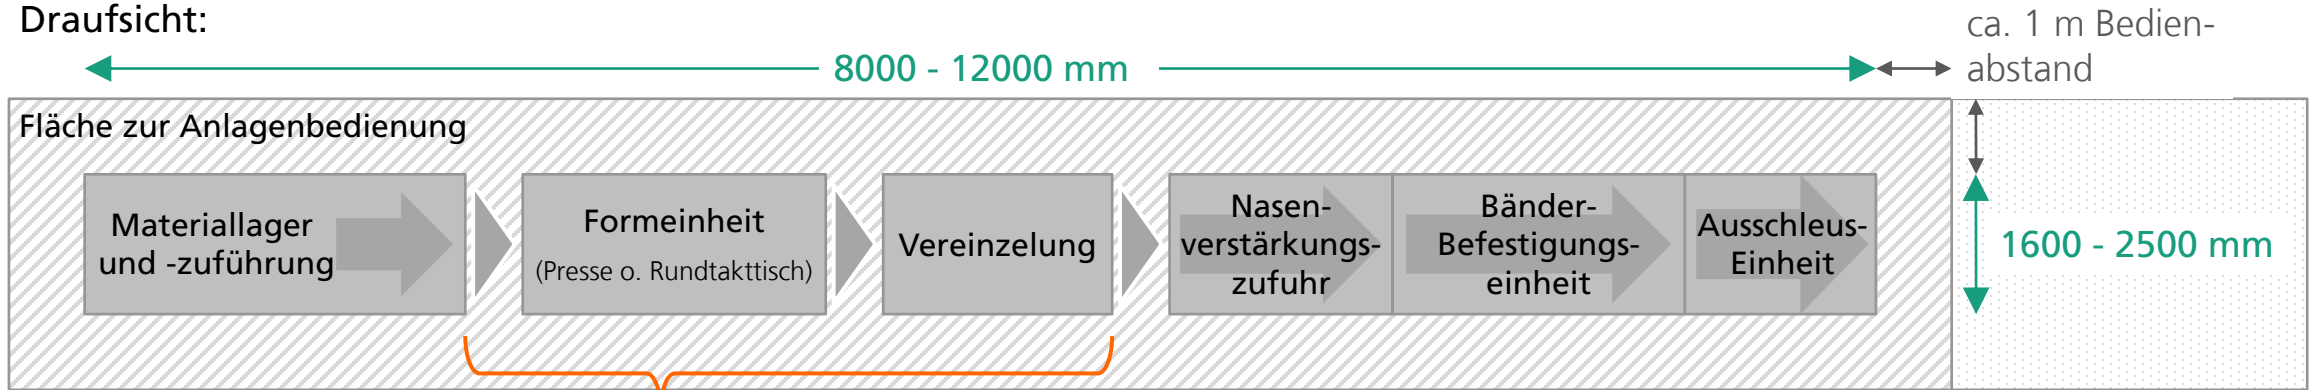 Draufsicht:
8000 - 12000 mm
ca. 1 m Bedien-
abstand
Fläche zur Anlagenbedienung
Materiallager
und -zuführung
Formeinheit
(Presse o. Rundtakttisch)
Vereinzelung
Nasen-
verstärkungs-
zufuhr
Bänder-
Befestigungs-
einheit
Ausschleus-
Einheit
1600 - 2500 mm